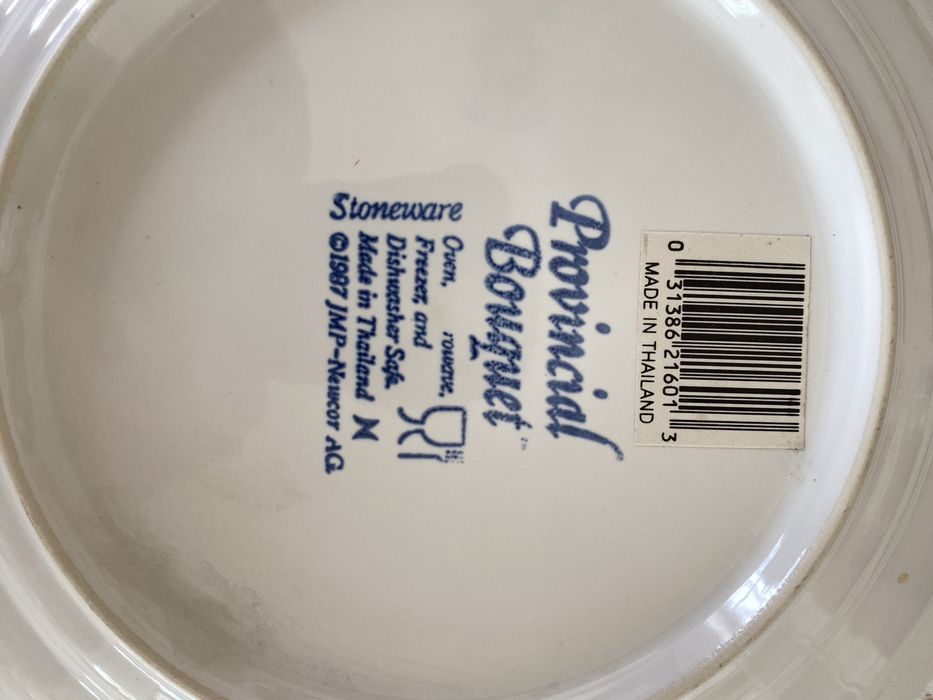 0 31386 21601 3
MADE IN THAILAND
Provincial
Bouquet™
Stoneware
Oven, rowave,
Freezer, and
Dishwasher Safe
Made in Thailand N
©1987 JMP-Newcor AG